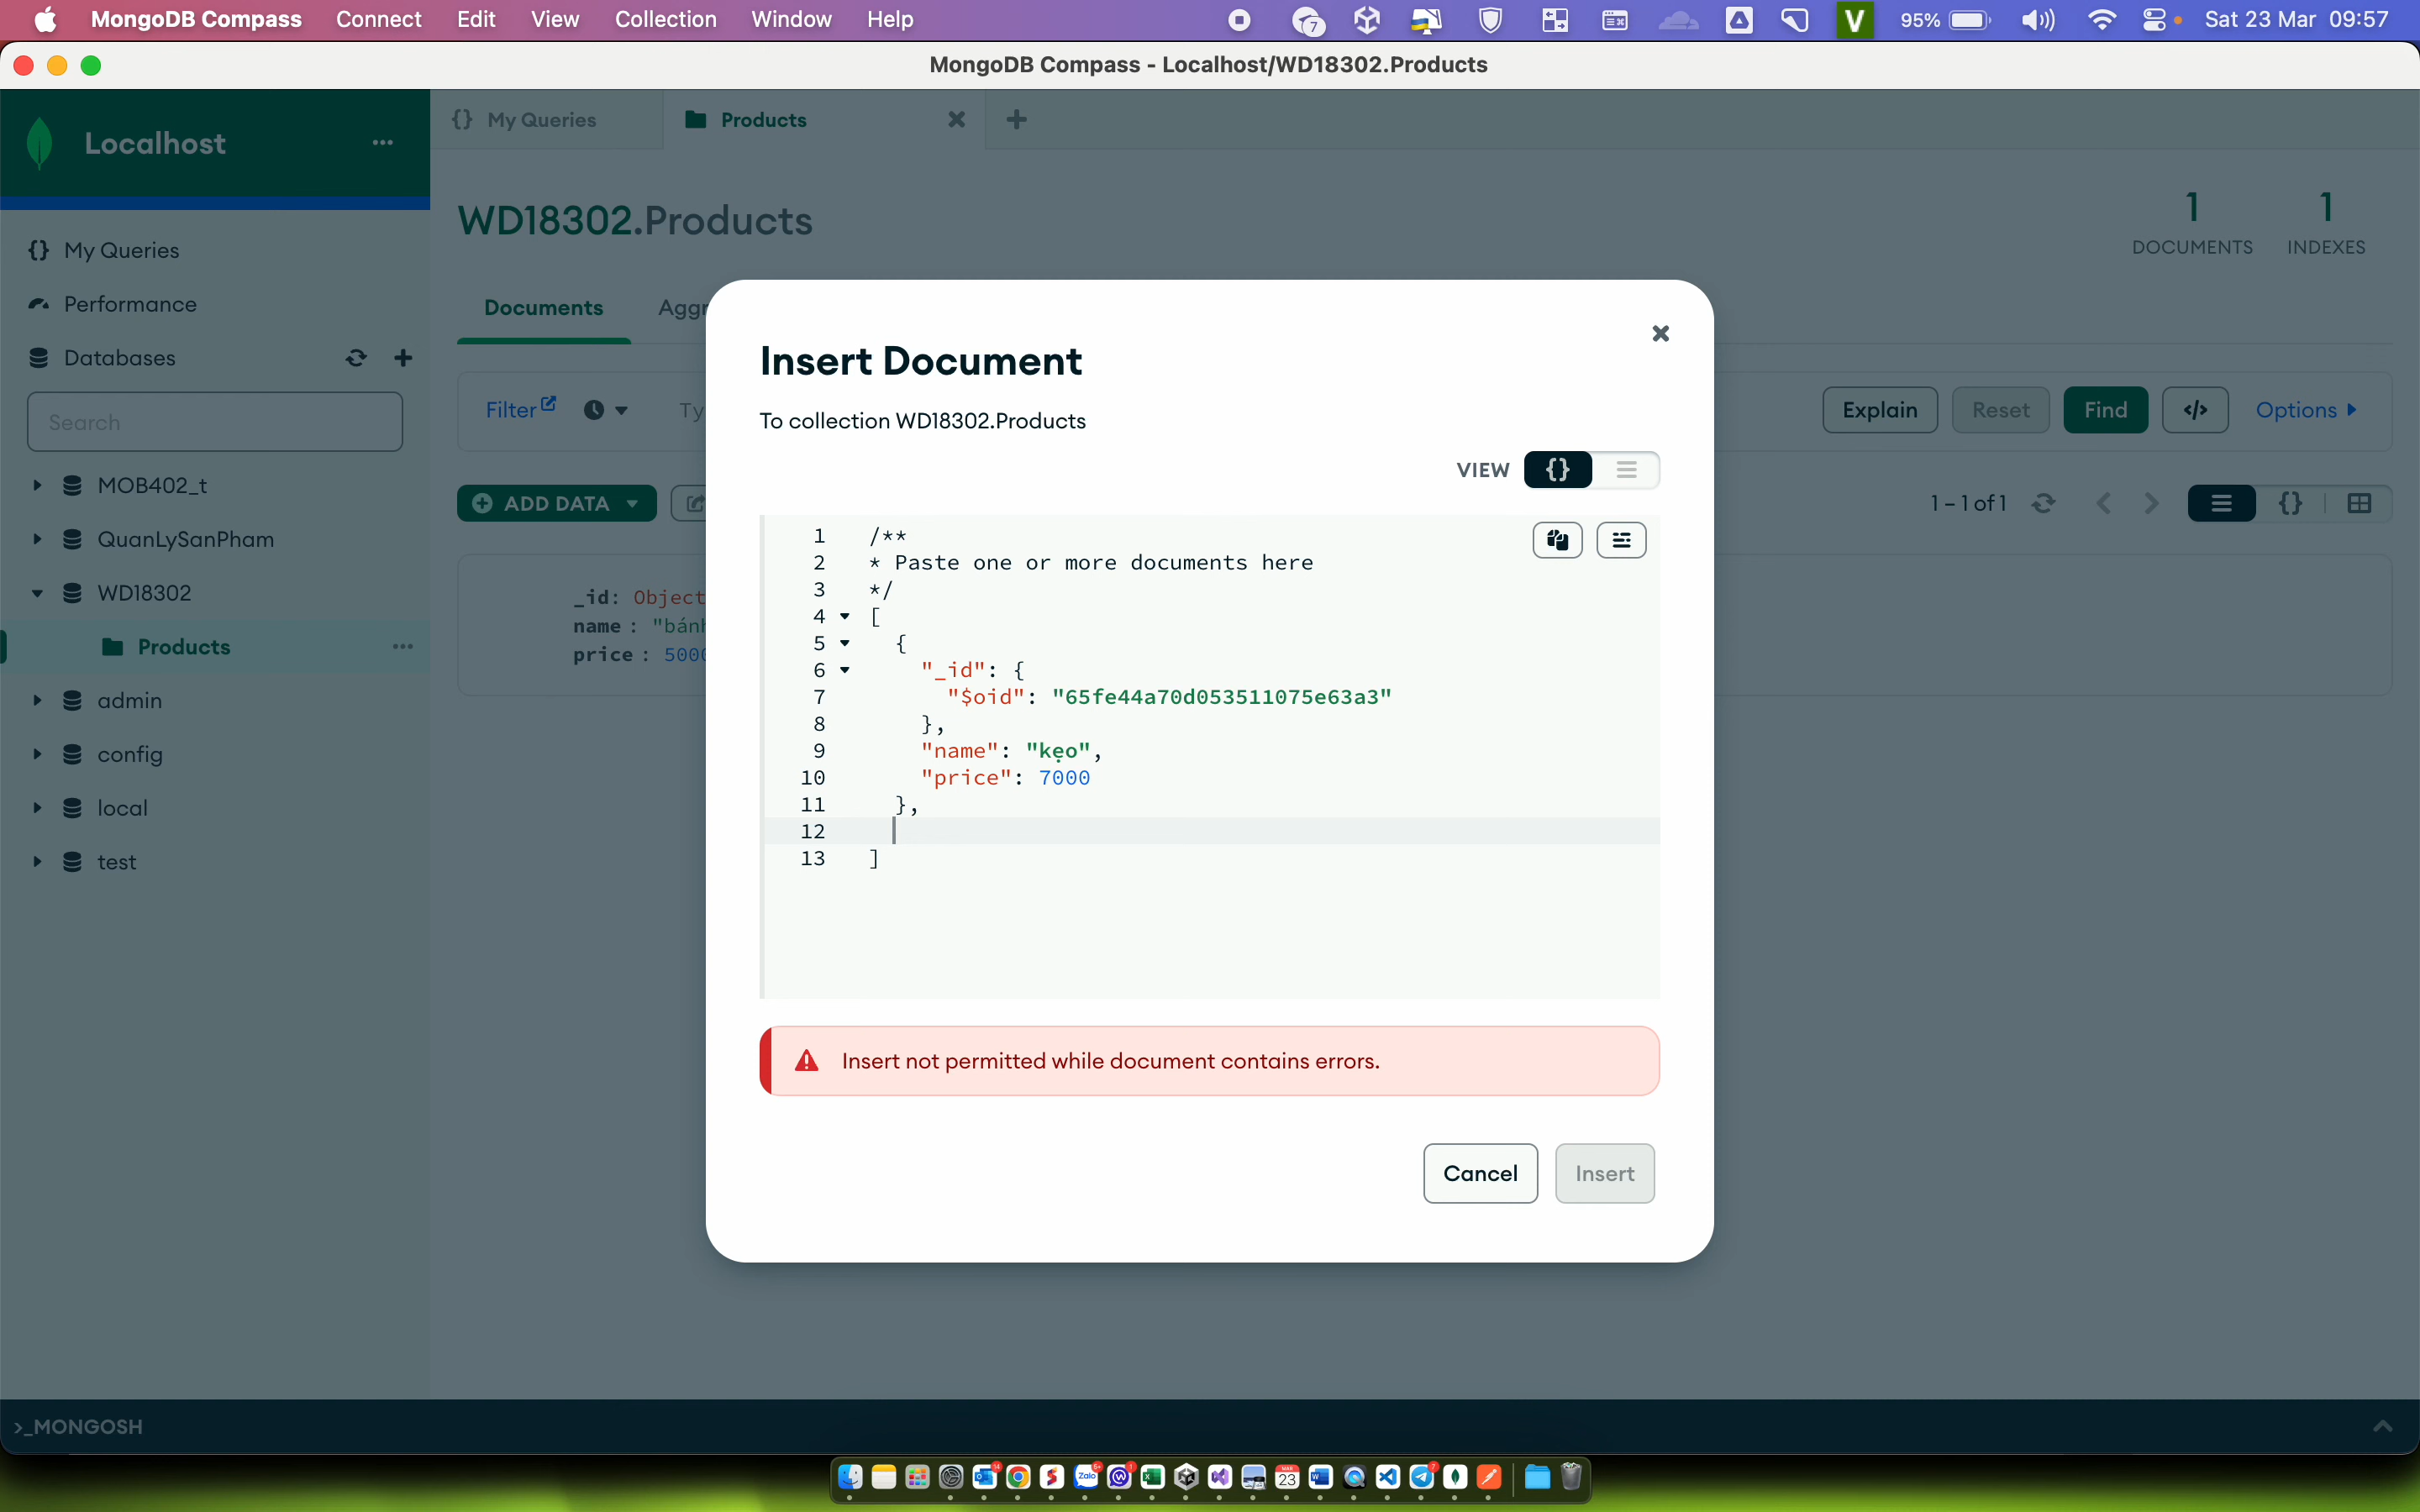 MongoDB Compass Connect Edit View Collection Window Help 7 V 95% Sat 23 Mar 09:57
MongoDB Compass - Localhost/WD18302.Products
Localhost
My Queries
Products
WD18302.Products
1
DOCUMENTS
1
INDEXES
{} My Queries
Performance
Databases
Search
MOB402_t
QuanLySanPham
WD18302
Products
admin
config
local
test
Documents
Filter
Explain
Reset
Find
</>
Options
ADD DATA
1 – 1 of 1
_id:
name :
price :
Insert Document
To collection WD18302.Products
VIEW {}
1 /**
2 * Paste one or more documents here
3 */
4 [
5 {
6 "_id": {
7 "$oid": "65fe44a70d053511075e63a3"
8 },
9 "name": "kẹo",
10 "price": 7000
11 },
12
13 ]
Insert not permitted while document contains errors.
Cancel
Insert
>_MONGOSH